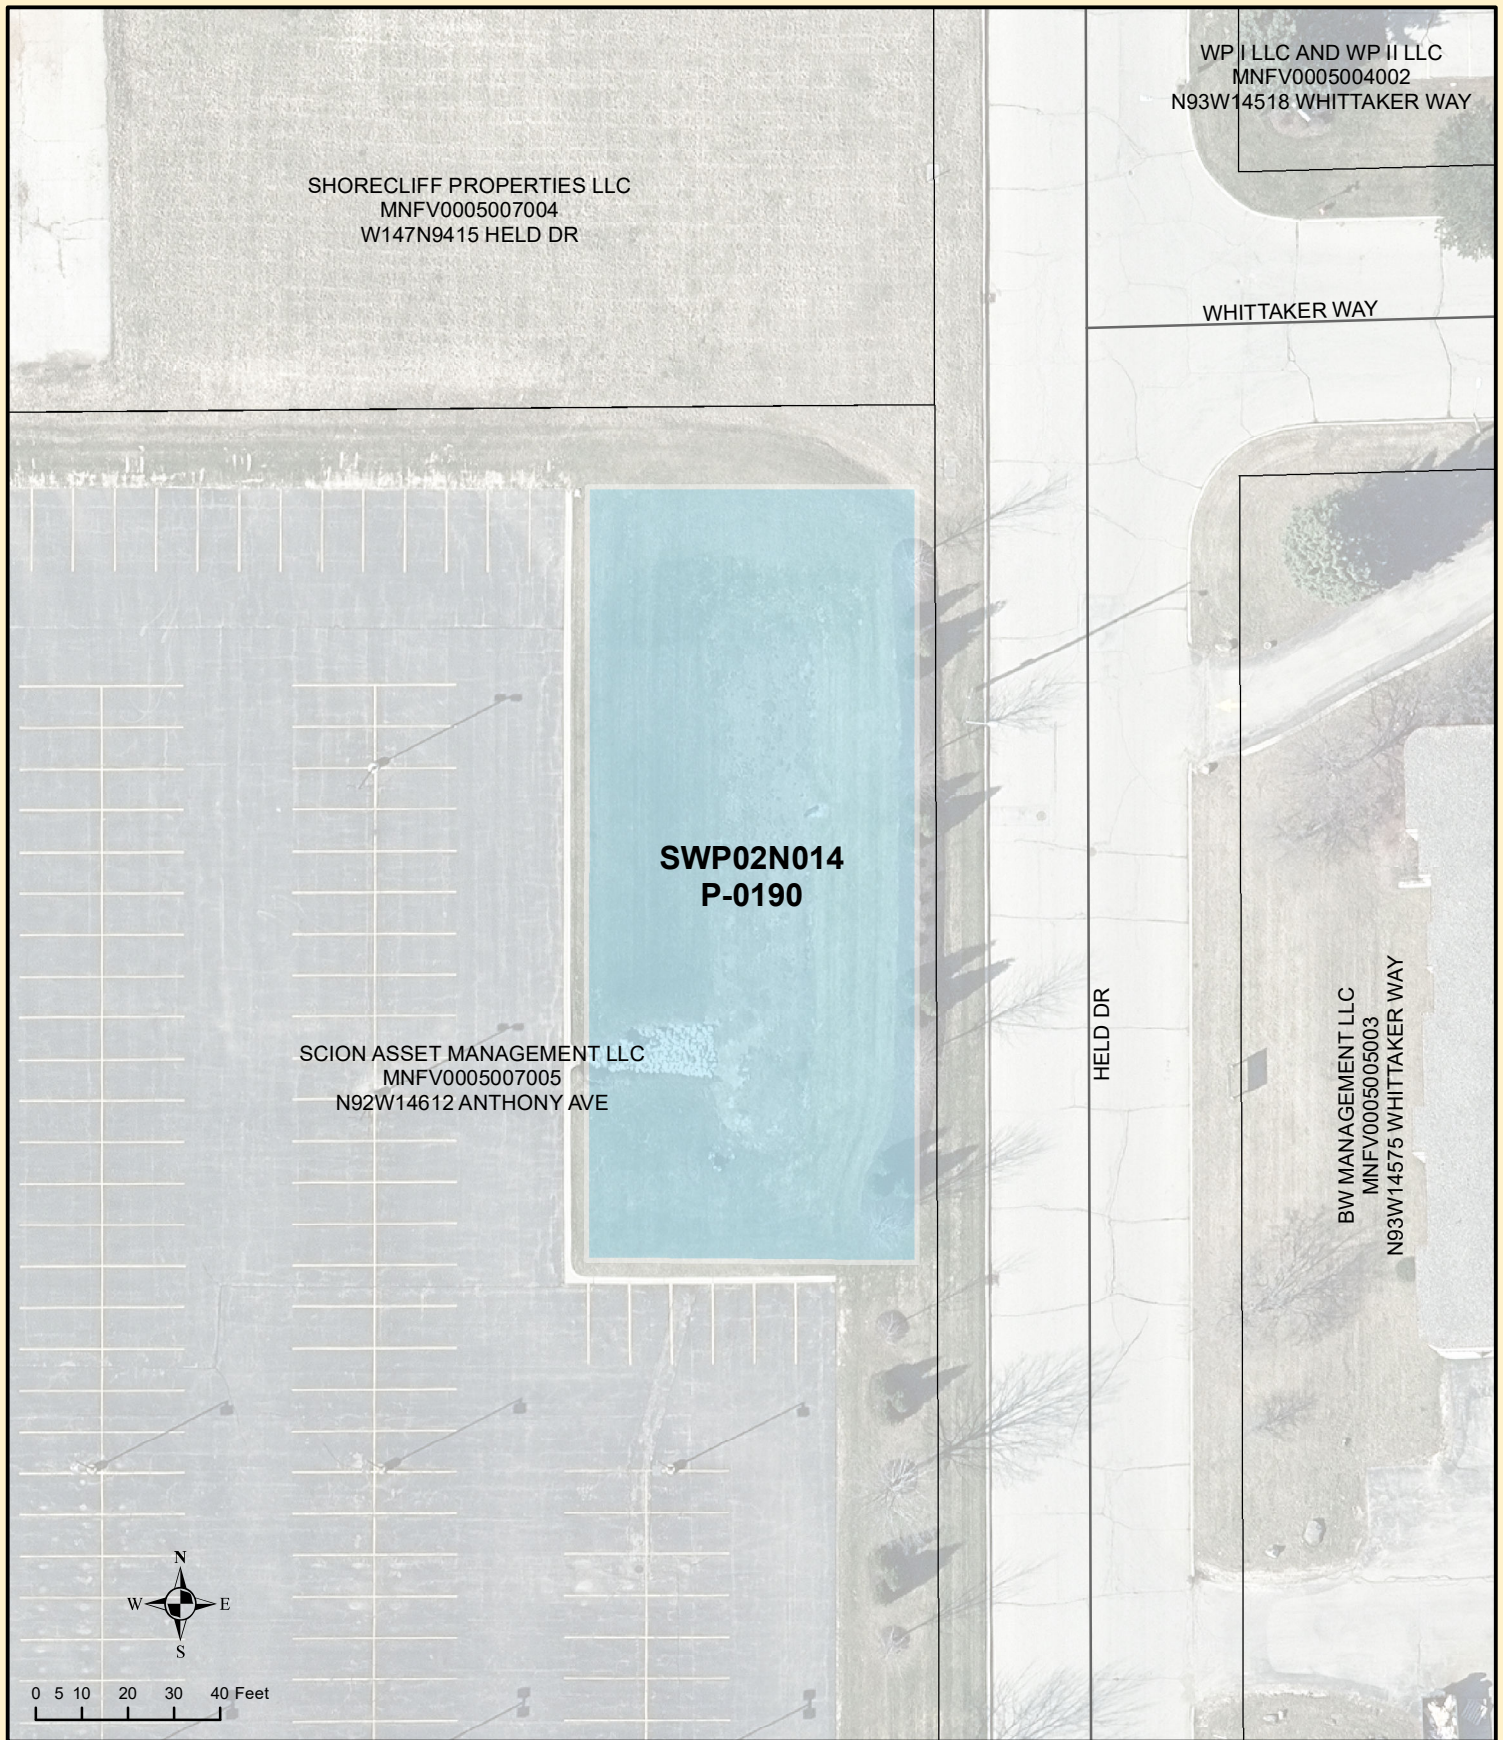 WP I LLC AND WP II LLC
MNFV0005004002
N93W14518 WHITTAKER WAY
SHORECLIFF PROPERTIES LLC
MNFV0005007004
W147N9415 HELD DR
WHITTAKER WAY
SWP02N014
P-0190
SCION ASSET MANAGEMENT LLC
MNFV0005007005
N92W14612 ANTHONY AVE
HELD DR
BW MANAGEMENT LLC
MNFV0005005003
N93W14575 WHITTAKER WAY
N
W E
S
0 5 10 20 30 40 Feet